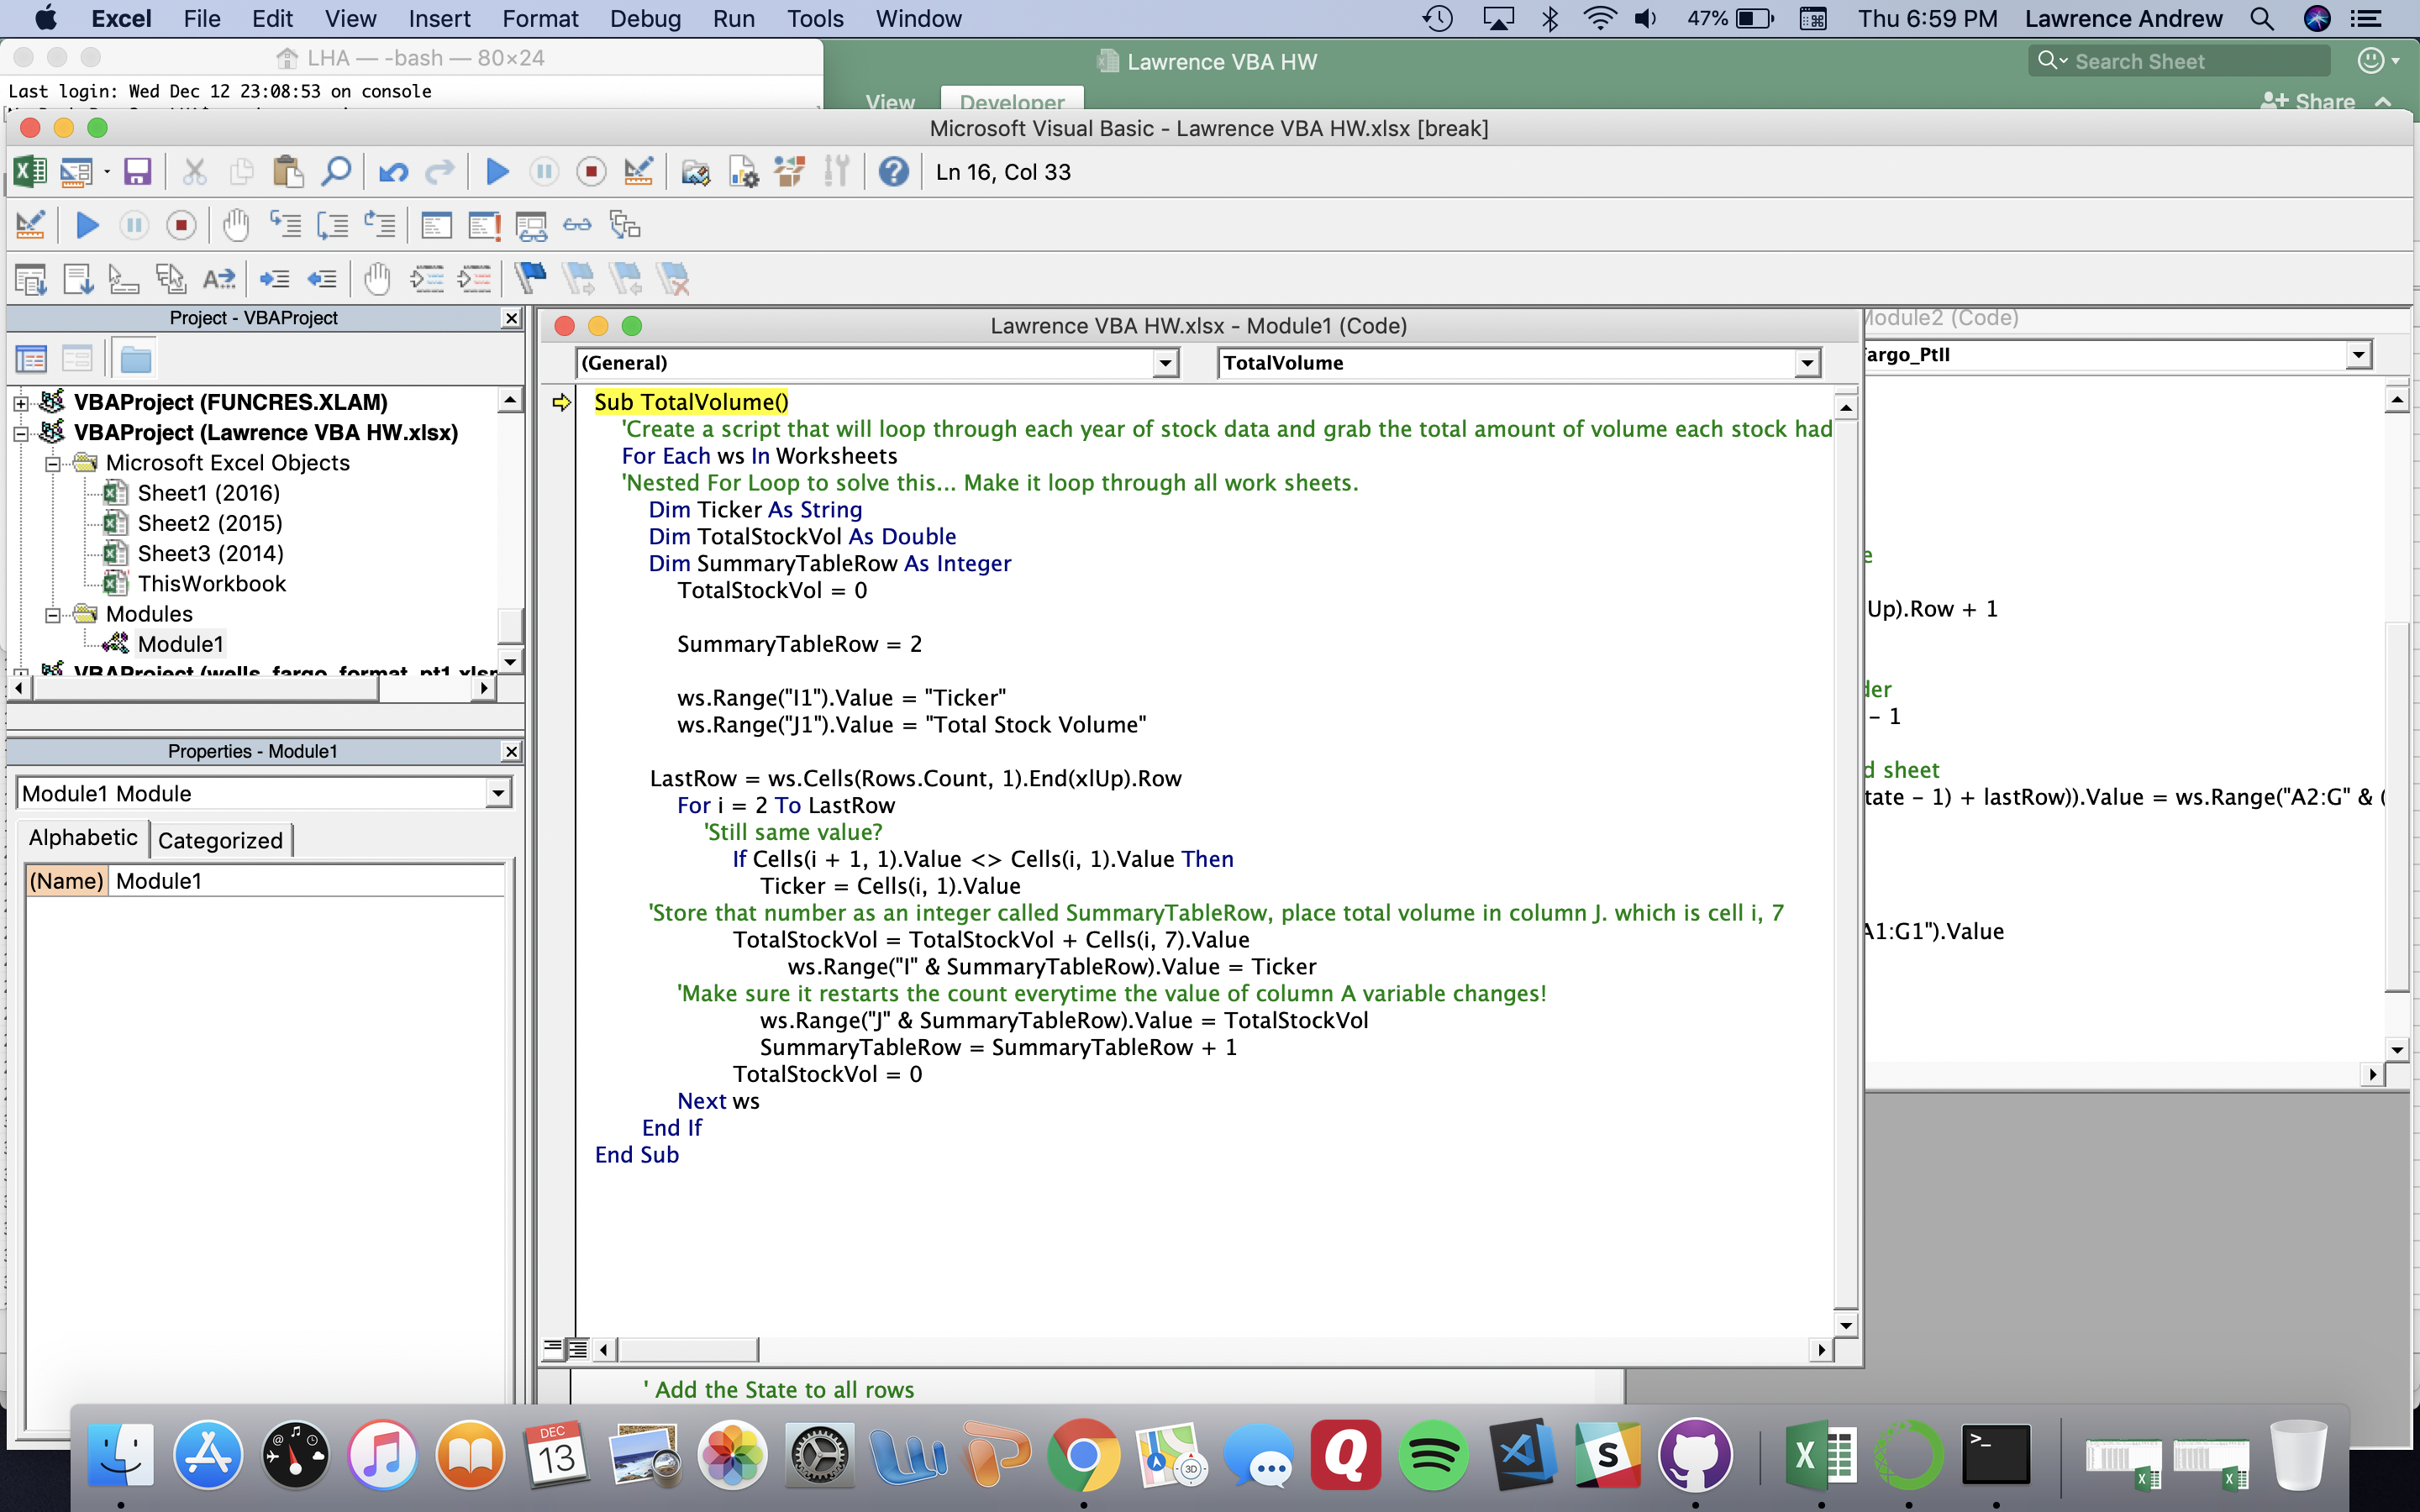 Excel File Edit View Insert Format Debug Run Tools Window 47% Thu 6:59 PM Lawrence Andrew
LHA — -bash — 80×24
Lawrence VBA HW
Search Sheet
Last login: Wed Dec 12 23:08:53 on console
View Developer
Share
Microsoft Visual Basic - Lawrence VBA HW.xlsx [break]
Ln 16, Col 33
Project - VBAProject
VBAProject (FUNCRES.XLAM)
VBAProject (Lawrence VBA HW.xlsx)
Microsoft Excel Objects
Sheet1 (2016)
Sheet2 (2015)
Sheet3 (2014)
ThisWorkbook
Modules
Module1
VBAProject (wells_fargo_format_pt1.xlsm
Properties - Module1
Module1 Module
Alphabetic Categorized
(Name) Module1
Lawrence VBA HW.xlsx - Module1 (Code)
(General) TotalVolume
Sub TotalVolume()
'Create a script that will loop through each year of stock data and grab the total amount of volume each stock had
For Each ws In Worksheets
'Nested For Loop to solve this... Make it loop through all work sheets.
Dim Ticker As String
Dim TotalStockVol As Double
Dim SummaryTableRow As Integer
TotalStockVol = 0
SummaryTableRow = 2
ws.Range("I1").Value = "Ticker"
ws.Range("J1").Value = "Total Stock Volume"
LastRow = ws.Cells(Rows.Count, 1).End(xlUp).Row
For i = 2 To LastRow
'Still same value?
If Cells(i + 1, 1).Value <> Cells(i, 1).Value Then
Ticker = Cells(i, 1).Value
'Store that number as an integer called SummaryTableRow, place total volume in column J. which is cell i, 7
TotalStockVol = TotalStockVol + Cells(i, 7).Value
ws.Range("I" & SummaryTableRow).Value = Ticker
'Make sure it restarts the count everytime the value of column A variable changes!
ws.Range("J" & SummaryTableRow).Value = TotalStockVol
SummaryTableRow = SummaryTableRow + 1
TotalStockVol = 0
Next ws
End If
End Sub
Module2 (Code)
argo_PtII
e
Up).Row + 1
der
- 1
d sheet
tate - 1) + lastRow)).Value = ws.Range("A2:G" & (
A1:G1").Value
' Add the State to all rows
DEC
13
3D